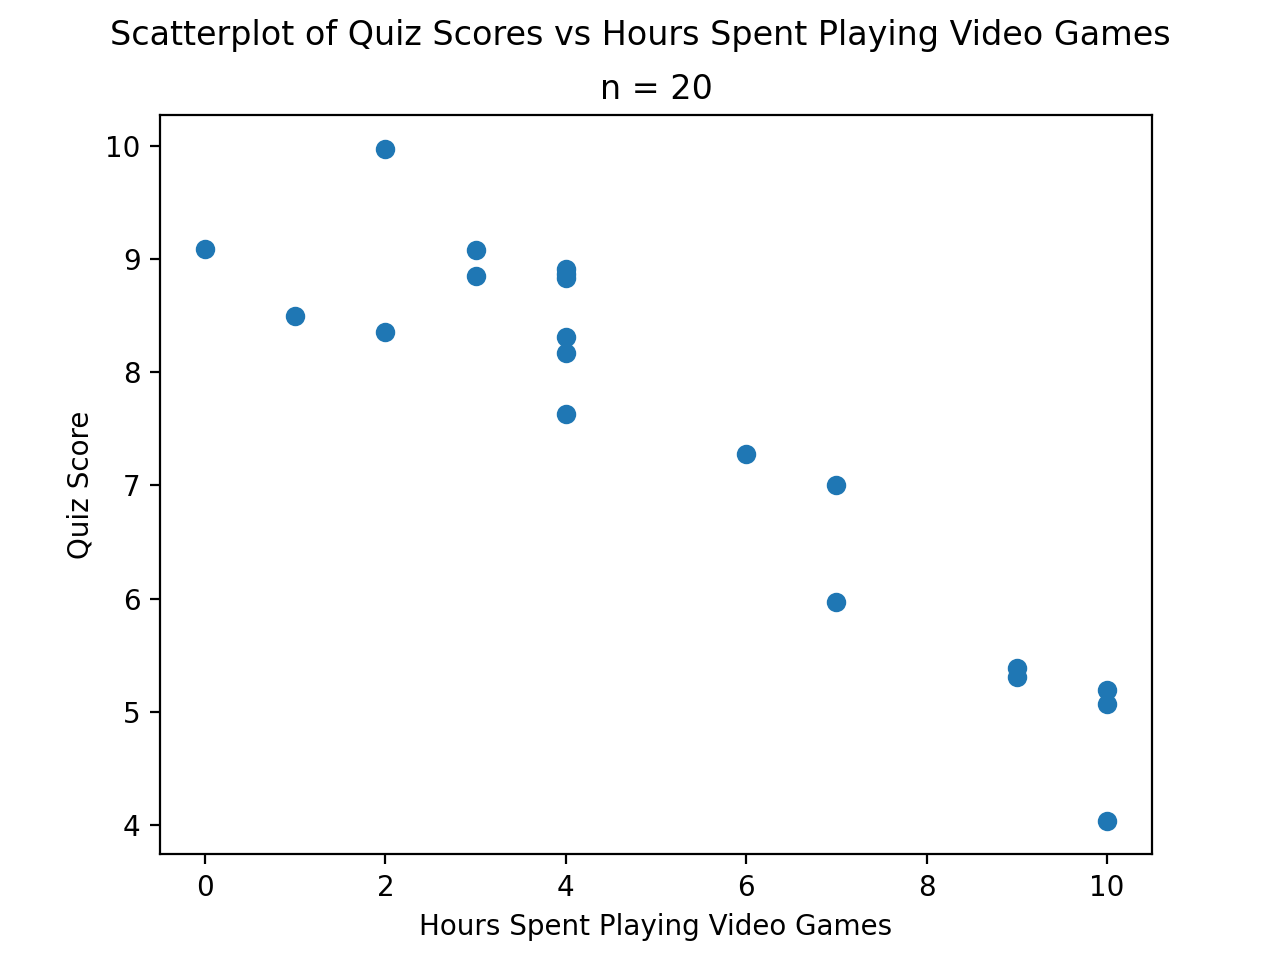 Scatterplot of Quiz Scores vs Hours Spent Playing Video Games
n = 20
10
9
8
7
6
5
4
Quiz Score
0 2 4 6 8 10
Hours Spent Playing Video Games